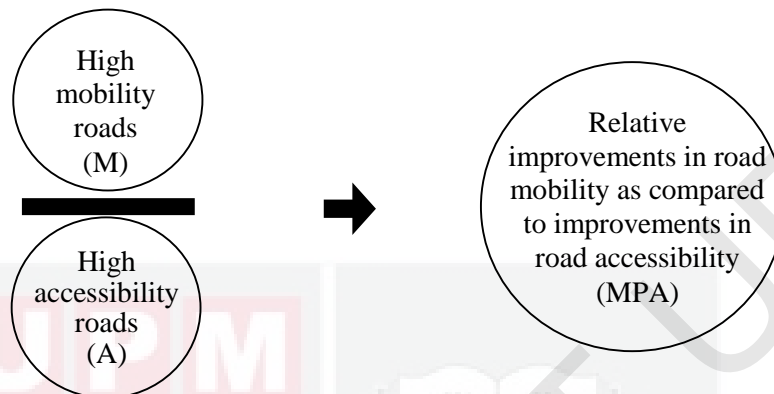 High
mobility
roads
(M)
High
accessibility
roads
(A)
Relative
improvements in road
mobility as compared
to improvements in
road accessibility
(MPA)
UPM